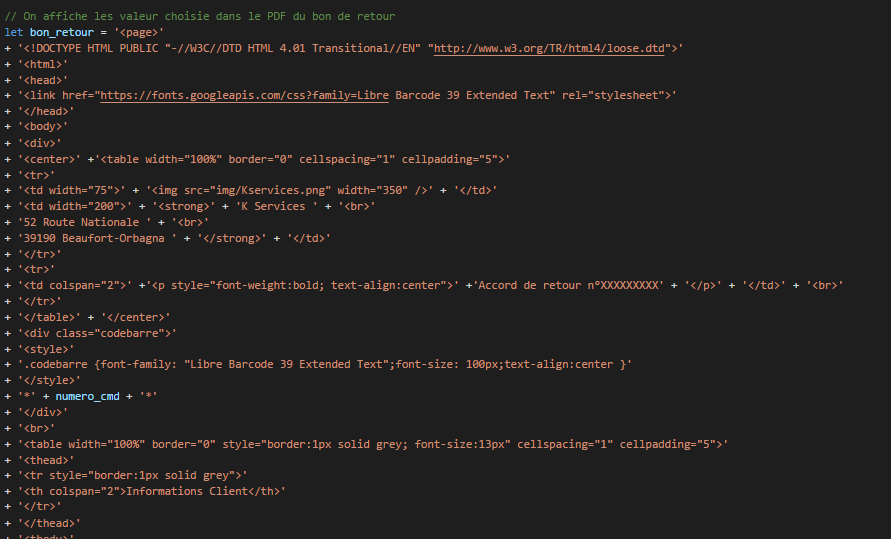 // On affiche les valeur choisie dans le PDF du bon de retour
let bon_retour = '<page>'
+ '<!DOCTYPE HTML PUBLIC "-//W3C//DTD HTML 4.01 Transitional//EN" "http://www.w3.org/TR/html4/loose.dtd">'
+ '<html>'
+ '<head>'
+ '<link href="https://fonts.googleapis.com/css?family=Libre Barcode 39 Extended Text" rel="stylesheet">'
+ '</head>'
+ '<body>'
+ '<div>'
+ '<center>' +'<table width="100%" border="0" cellspacing="1" cellpadding="5">'
+ '<tr>'
+ '<td width="75">' + '<img src="img/Kservices.png" width="350" />' + '</td>'
+ '<td width="200">' + '<strong>' + 'K Services ' + '<br>'
+ '52 Route Nationale ' + '<br>'
+ '39190 Beaufort-Orbagna ' + '</strong>' + '</td>'
+ '</tr>'
+ '<tr>'
+ '<td colspan="2">' +'<p style="font-weight:bold; text-align:center">' +'Accord de retour n°XXXXXXXXX' + '</p>' + '</td>' + '<br>'
+ '</tr>'
+ '</table>' + '</center>'
+ '<div class="codebarre">'
+ '<style>'
+ '.codebarre {font-family: "Libre Barcode 39 Extended Text";font-size: 100px;text-align:center }'
+ '</style>'
+ '*' + numero_cmd + '*'
+ '</div>'
+ '<br>'
+ '<table width="100%" border="0" style="border:1px solid grey; font-size:13px" cellspacing="1" cellpadding="5">'
+ '<thead>'
+ '<tr style="border:1px solid grey">'
+ '<th colspan="2">Informations Client</th>'
+ '</tr>'
+ '</thead>'
+ '<tbody>'